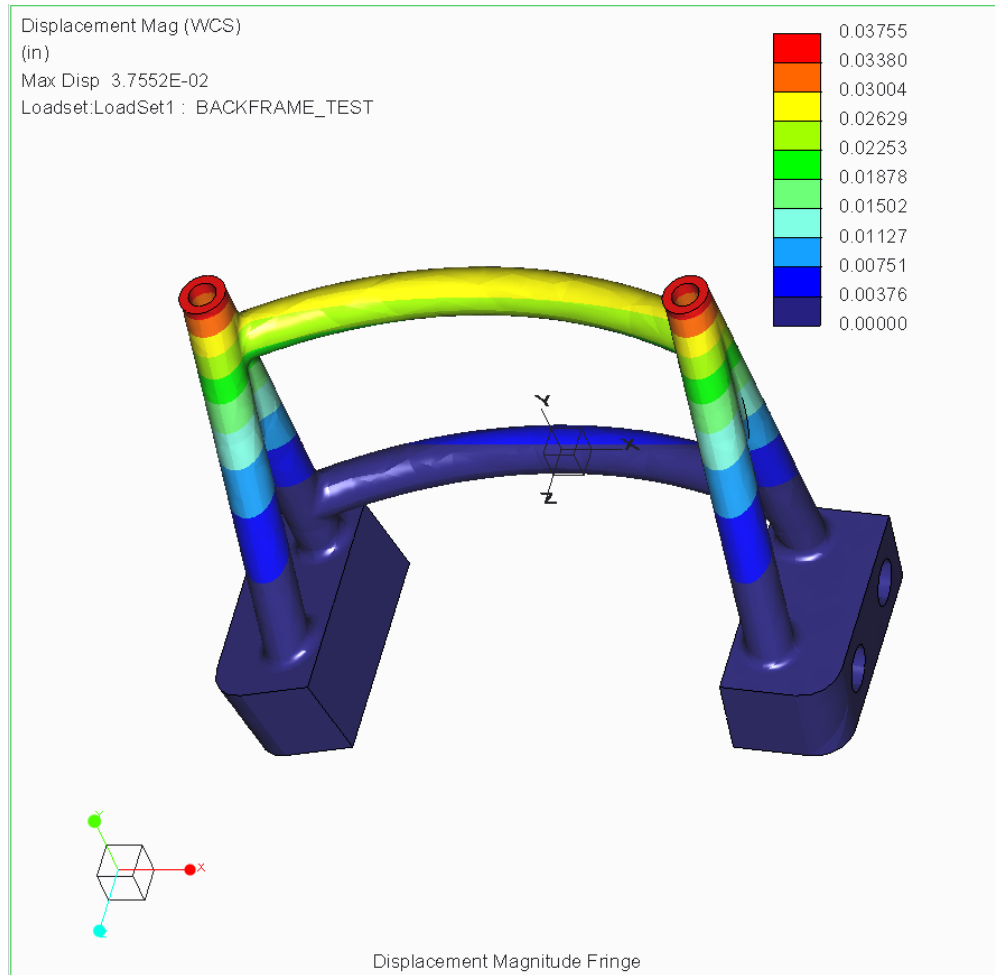 Displacement Mag (WCS)
(in)
Max Disp 3.7552E-02
Loadset:LoadSet1 : BACKFRAME_TEST
0.03755
0.03380
0.03004
0.02629
0.02253
0.01878
0.01502
0.01127
0.00751
0.00376
0.00000
Y
X
Z
Y
X
Displacement Magnitude Fringe